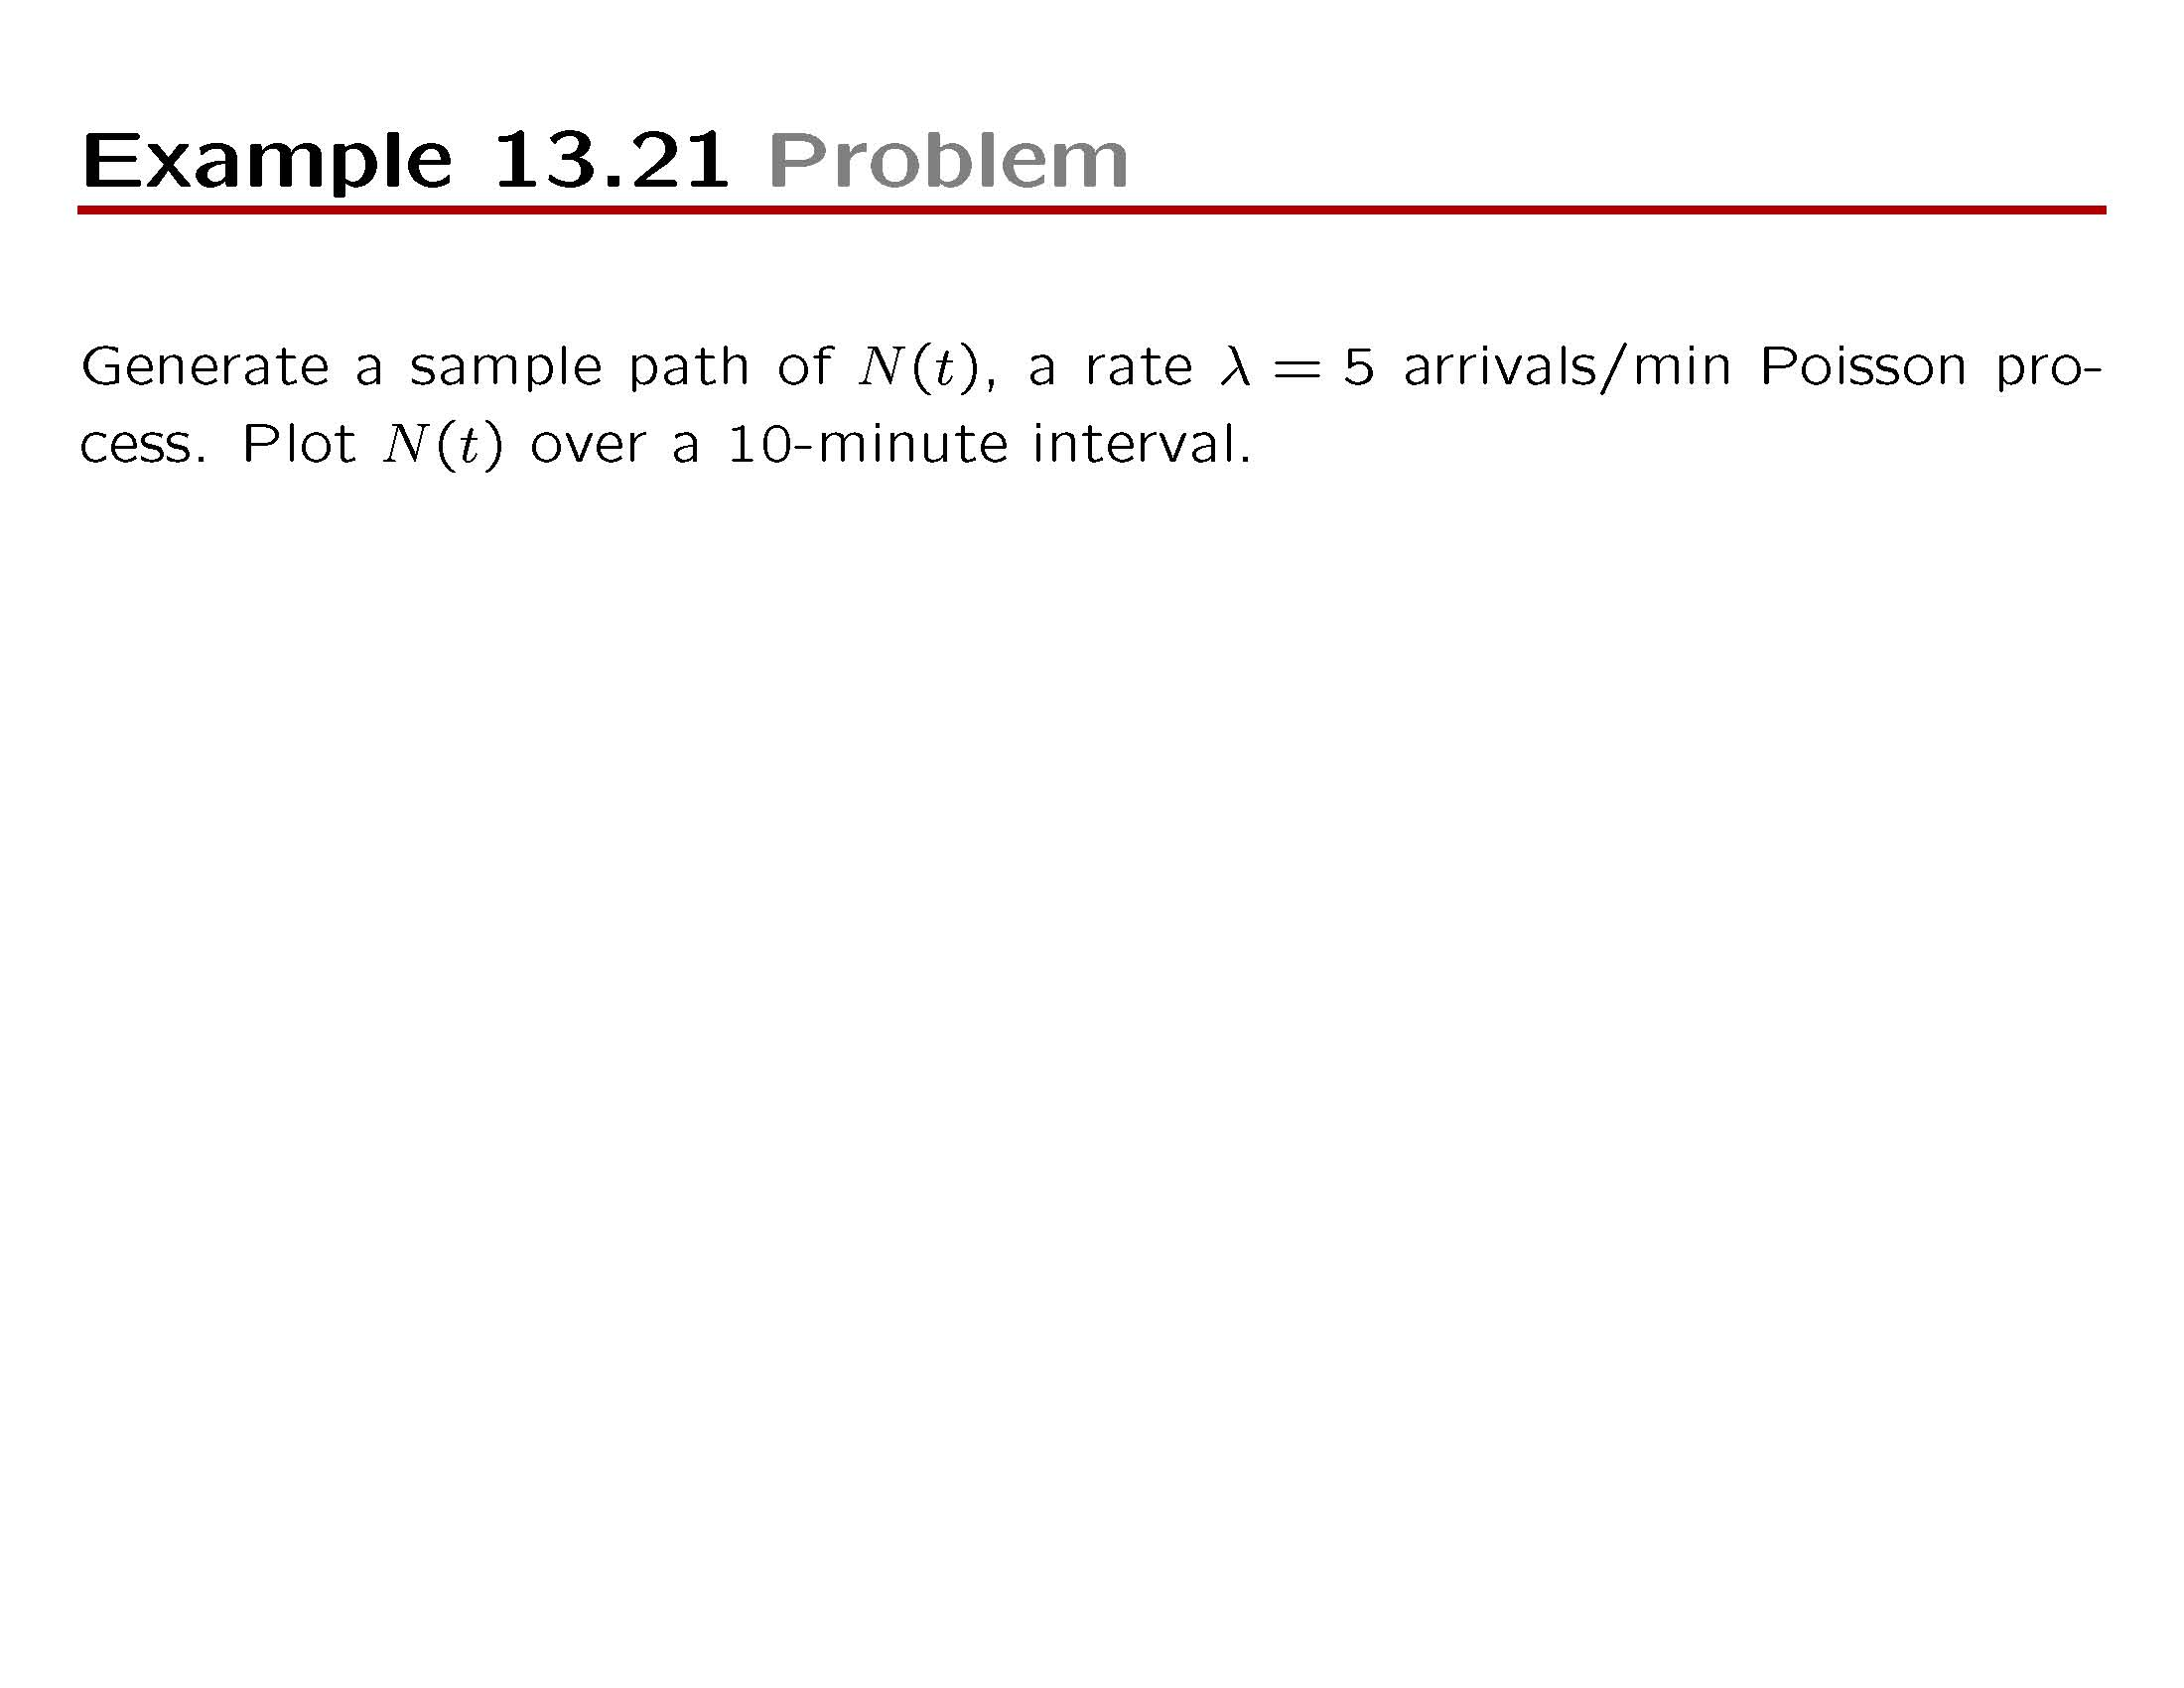 Example 13.21 Problem
Generate a sample path of N(t), a rate λ = 5 arrivals/min Poisson pro-
cess. Plot N(t) over a 10-minute interval.